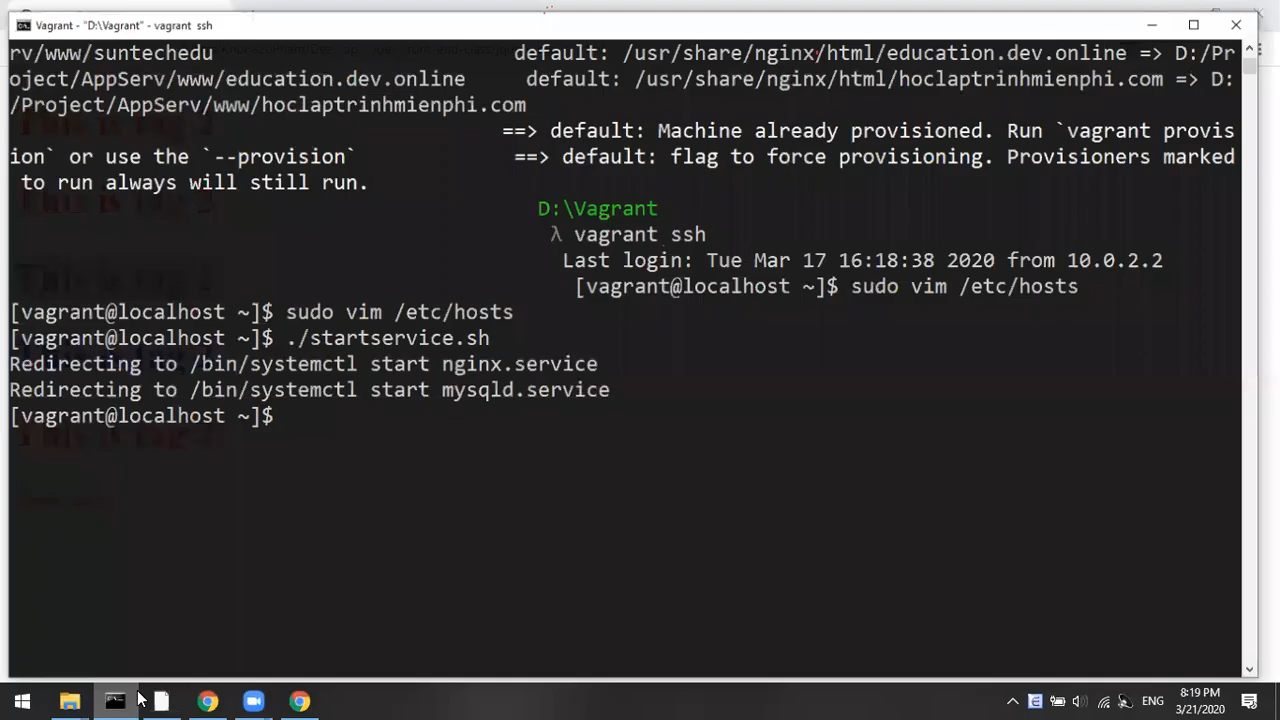 Vagrant - "D:\Vagrant" - vagrant ssh
rv/www/suntechedu default: /usr/share/nginx/html/education.dev.online => D:/Pr
oject/AppServ/www/education.dev.online default: /usr/share/nginx/html/hoclaptrinhmienphi.com => D:
/Project/AppServ/www/hoclaptrinhmienphi.com
==> default: Machine already provisioned. Run `vagrant provis
ion` or use the `--provision` ==> default: flag to force provisioning. Provisioners marked
to run always will still run.
D:\Vagrant
λ vagrant ssh
Last login: Tue Mar 17 16:18:38 2020 from 10.0.2.2
[vagrant@localhost ~]$ sudo vim /etc/hosts
[vagrant@localhost ~]$ sudo vim /etc/hosts
[vagrant@localhost ~]$ ./startservice.sh
Redirecting to /bin/systemctl start nginx.service
Redirecting to /bin/systemctl start mysqld.service
[vagrant@localhost ~]$
ENG
8:19 PM
3/21/2020